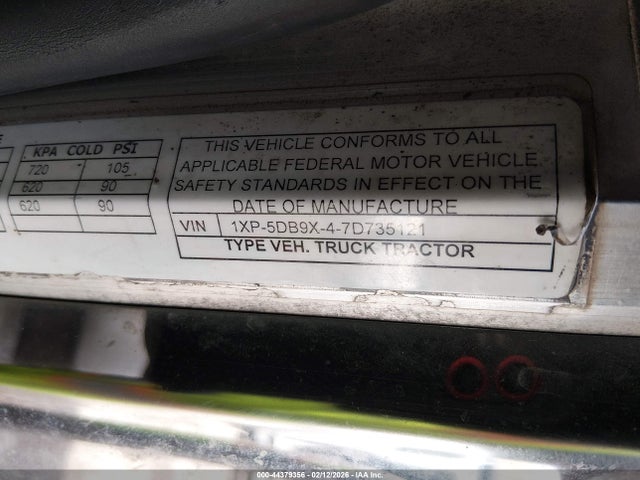 KPA COLD PSI
720 105
620 90
620 90
THIS VEHICLE CONFORMS TO ALL
APPLICABLE FEDERAL MOTOR VEHICLE
SAFETY STANDARDS IN EFFECT ON THE
DATE OF MANUFACTURE
VIN 1XP-5DB9X-4-7D735121
TYPE VEH. TRUCK TRACTOR
000-44379356 - 02/12/2026 - IAA Inc.